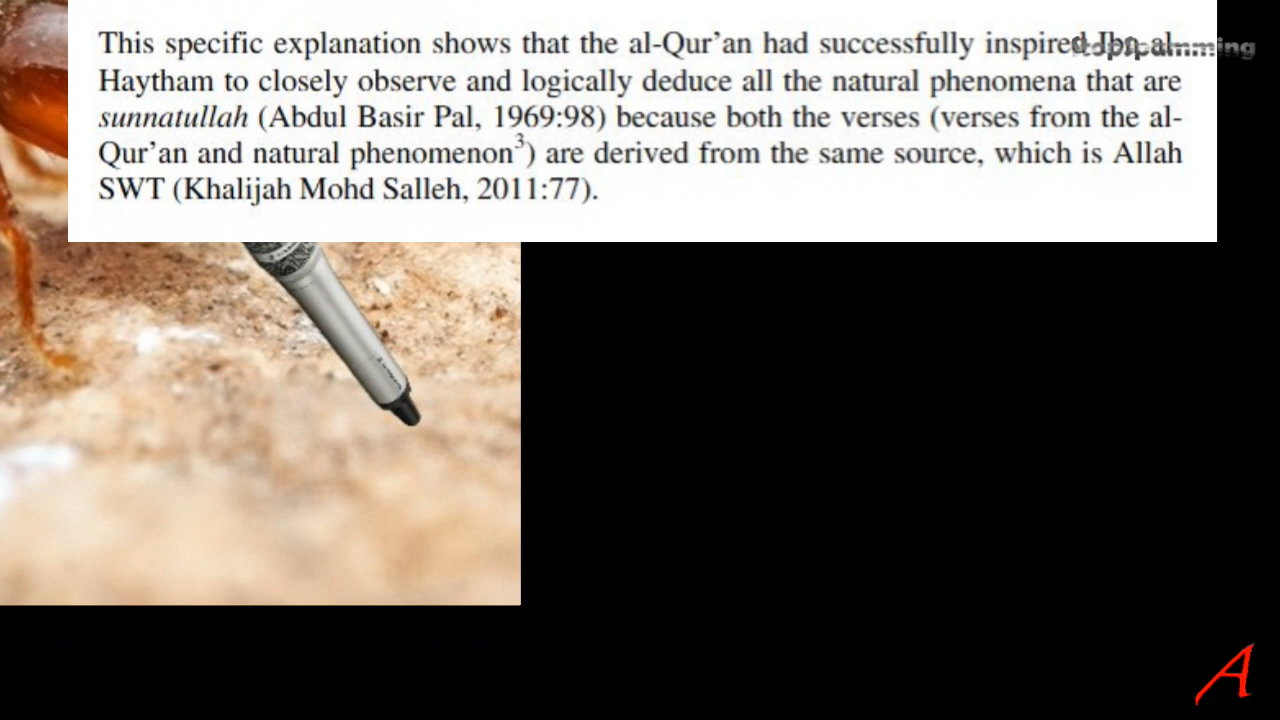 This specific explanation shows that the al-Qur'an had successfully inspired Ibn al-
Haytham to closely observe and logically deduce all the natural phenomena that are
sunnatullah (Abdul Basir Pal, 1969:98) because both the verses (verses from the al-
Qur'an and natural phenomenon³) are derived from the same source, which is Allah
SWT (Khalijah Mohd Salleh, 2011:77).
A